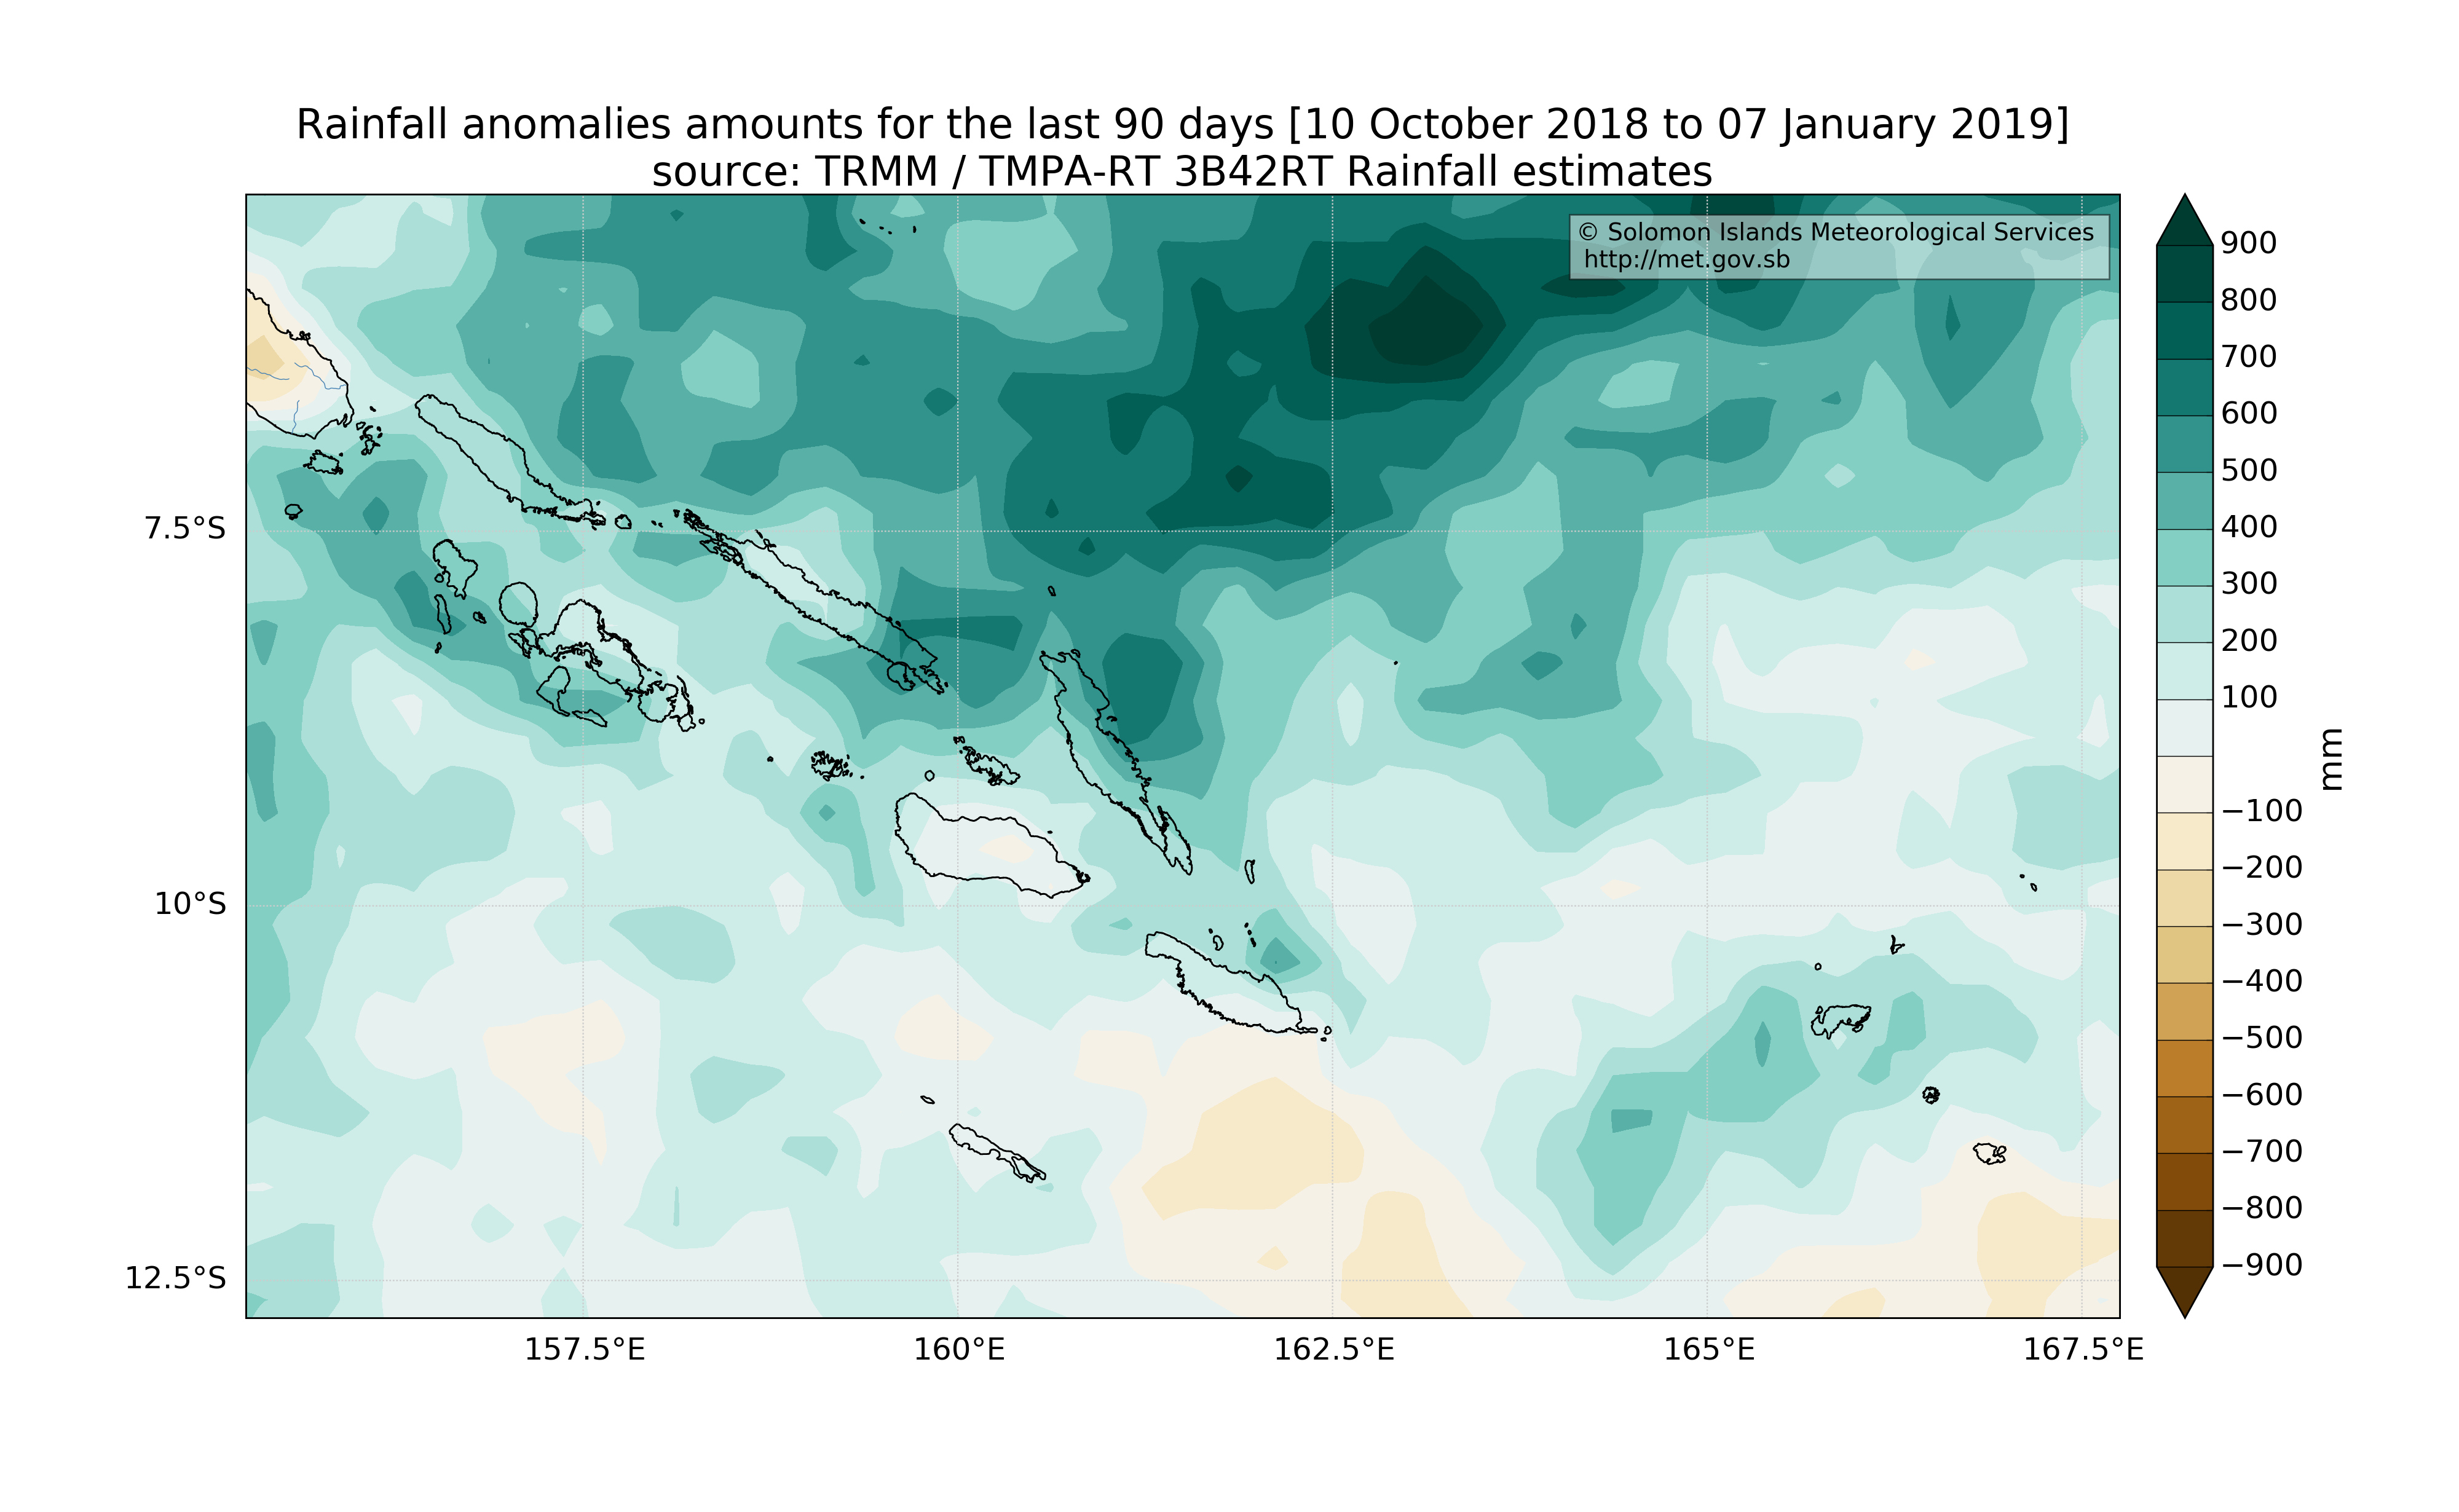 Rainfall anomalies amounts for the last 90 days [10 October 2018 to 07 January 2019]
source: TRMM / TMPA-RT 3B42RT Rainfall estimates
© Solomon Islands Meteorological Services
http://met.gov.sb
7.5°S
10°S
12.5°S
157.5°E
160°E
162.5°E
165°E
167.5°E
900
800
700
600
500
400
300
200
100
−100
−200
−300
−400
−500
−600
−700
−800
−900
mm